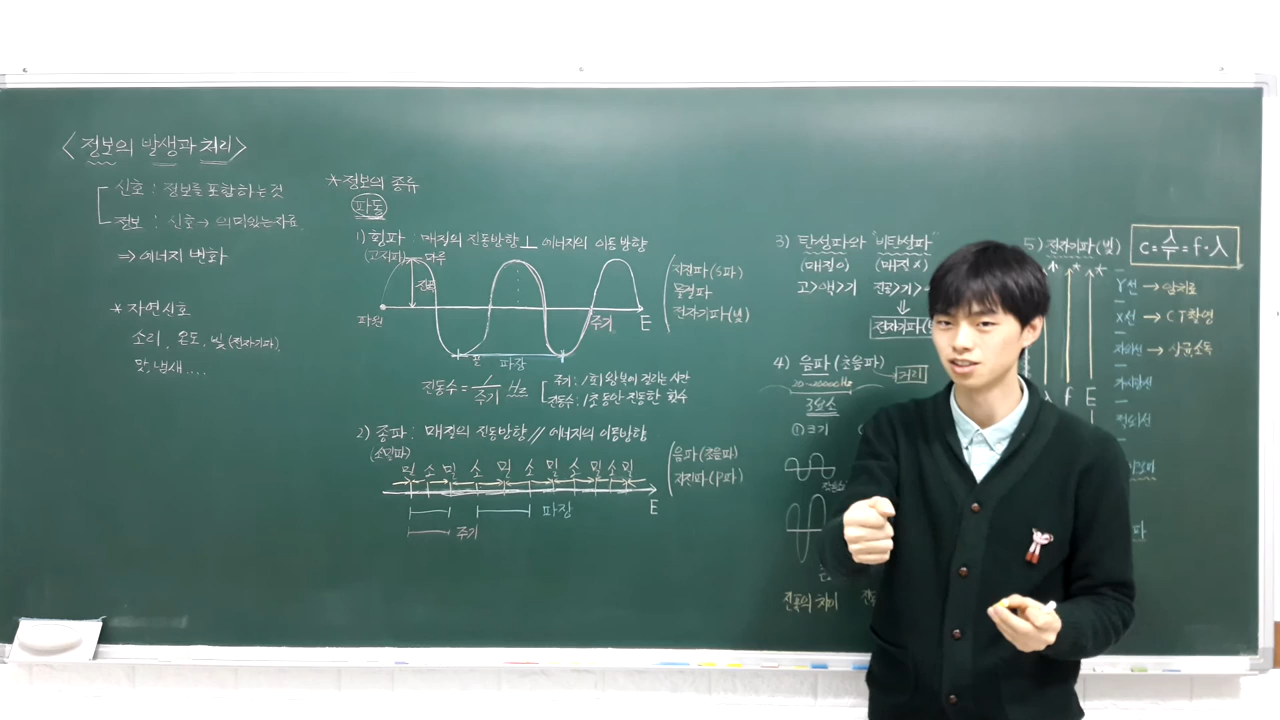 <정보의 발생과 처리>
신호 : 정보를 포함하는 것
정보 : 신호 → 의미있는 자료
⇒ 에너지 변화
* 자연신호
소리, 온도, 빛(전자기파),
맛, 냄새....
* 정보의 종류
파동
1) 횡파 : 매질의 진동방향 ⊥ 에너지의 이동방향
(고저파)
마루
진폭
파원
골
파장
주기
E
지진파(S파)
물결파
전자기파(빛)
진동수 = 1/주기 Hz
주기 : 1회 왕복에 걸리는 시간
진동수 : 1초 동안 진동한 횟수
2) 종파 : 매질의 진동방향 // 에너지의 이동방향
(소밀파)
밀 소 밀 소 밀 소 밀 소 밀 소 밀
파장
주기
E
음파(초음파)
지진파(P파)
3) 탄성파와 "비탄성파"
(매질O) (매질X)
고>액>기 진공>기>
전자기파
4) 음파(초음파)
20~20000Hz
거리
3요소
① 크기
진폭의 차이
5) 전자기파(빛)
C = λ/T = f·λ
f E
γ선 → 암치료
X선 → CT촬영
자외선 → 살균소독
가시광선
적외선
파